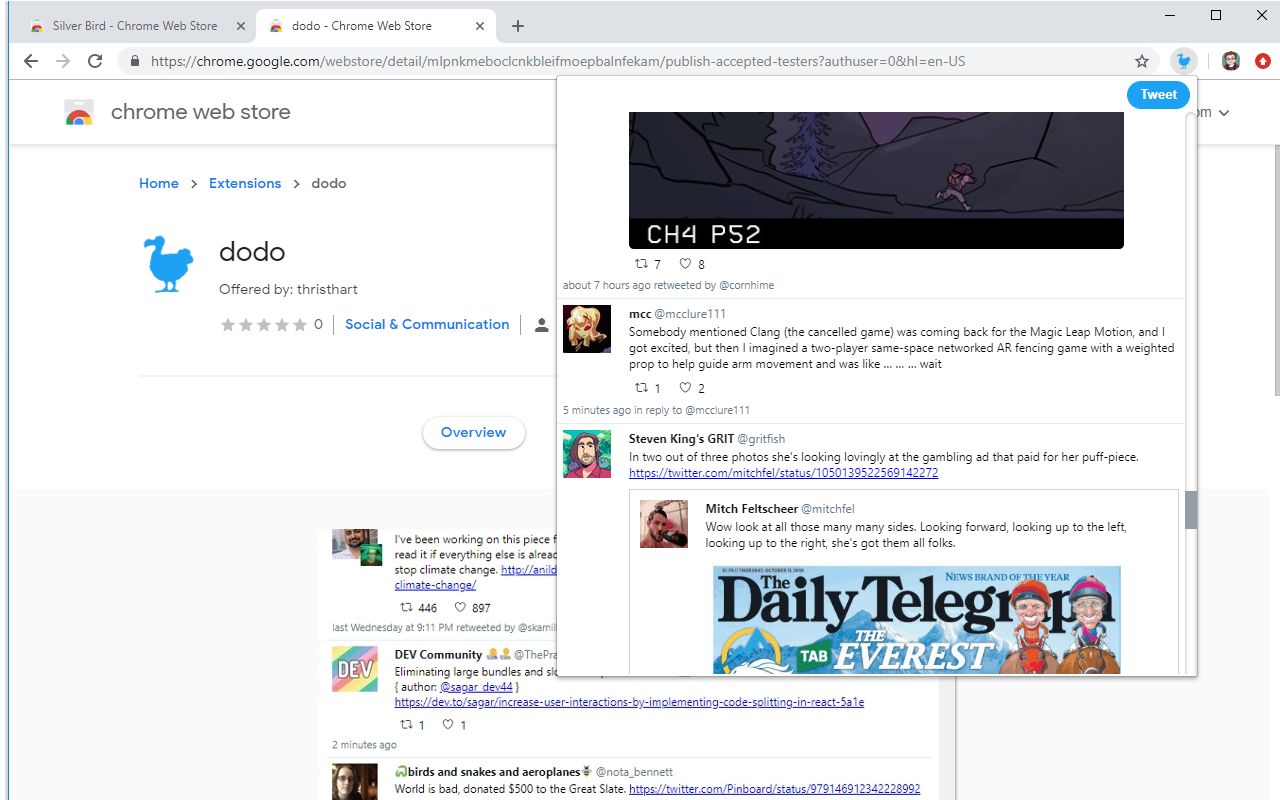 Silver Bird - Chrome Web Store
dodo - Chrome Web Store
https://chrome.google.com/webstore/detail/mlpnkmeboclcnkbleifmoepbalnfekam/publish-accepted-testers?authuser=0&hl=en-US
chrome web store
Home > Extensions > dodo
dodo
Offered by: thristhart
0
Social & Communication
Overview
I've been working on this piece f
read it if everything else is alread
stop climate change. http://anild
climate-change/
446 897
last Wednesday at 9:11 PM retweeted by @skamil
DEV
DEV Community @ThePra
Eliminating large bundles and slo
{ author: @sagar_dev44 }
https://dev.to/sagar/increase-user-interactions-by-implementing-code-splitting-in-react-5a1e
1 1
2 minutes ago
birds and snakes and aeroplanes @nota_bennett
World is bad, donated $500 to the Great Slate. https://twitter.com/Pinboard/status/979146912342228992
Tweet
om
CH4 P52
7 8
about 7 hours ago retweeted by @cornhime
mcc @mcclure111
Somebody mentioned Clang (the cancelled game) was coming back for the Magic Leap Motion, and I
got excited, but then I imagined a two-player same-space networked AR fencing game with a weighted
prop to help guide arm movement and was like ... ... ... wait
1 2
5 minutes ago in reply to @mcclure111
Steven King's GRIT @gritfish
In two out of three photos she's looking lovingly at the gambling ad that paid for her puff-piece.
https://twitter.com/mitchfel/status/1050139522569142272
Mitch Feltscheer @mitchfel
Wow look at all those many many sides. Looking forward, looking up to the left,
looking up to the right, she's got them all folks.
NEWS BRAND OF THE YEAR
The
Daily Telegraph
TAB
THE
EVEREST